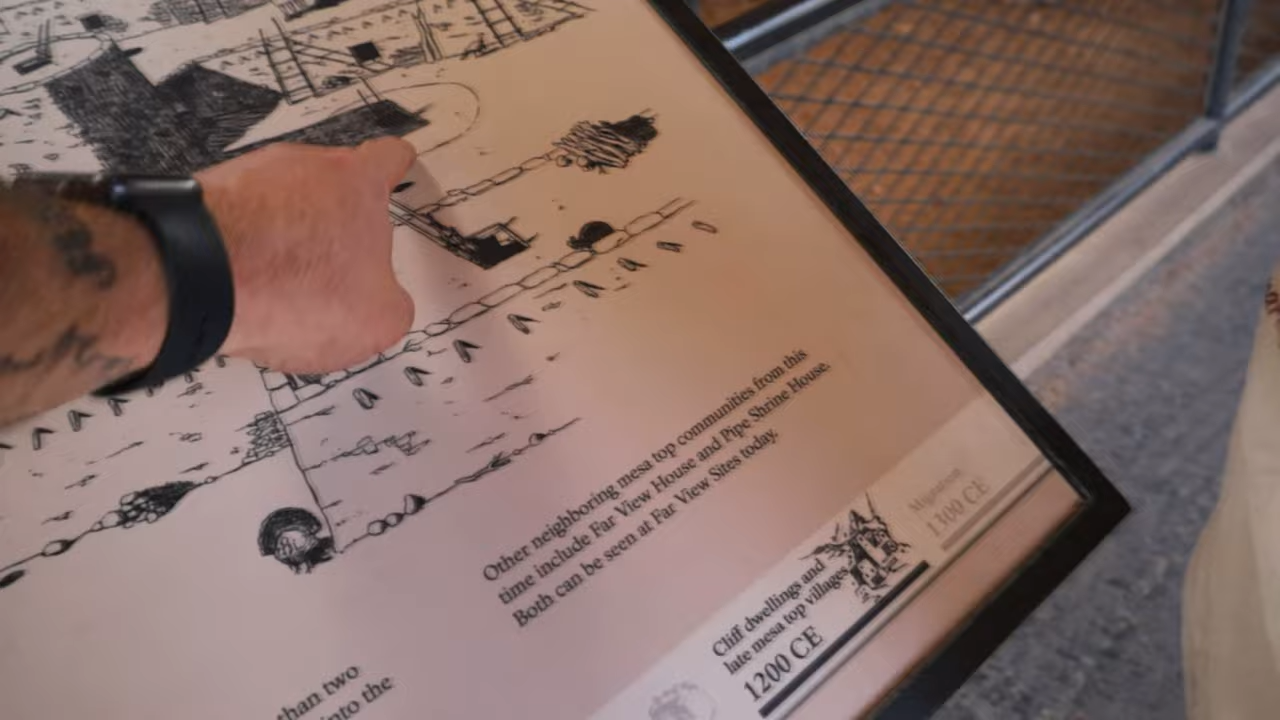 Other neighboring mesa top communities from this
time include Far View House and Pipe Shrine House.
Both can be seen at Far View Sites today.
than two
into the
Cliff dwellings and
late mesa top villages
1200 CE
Migration
1300 CE